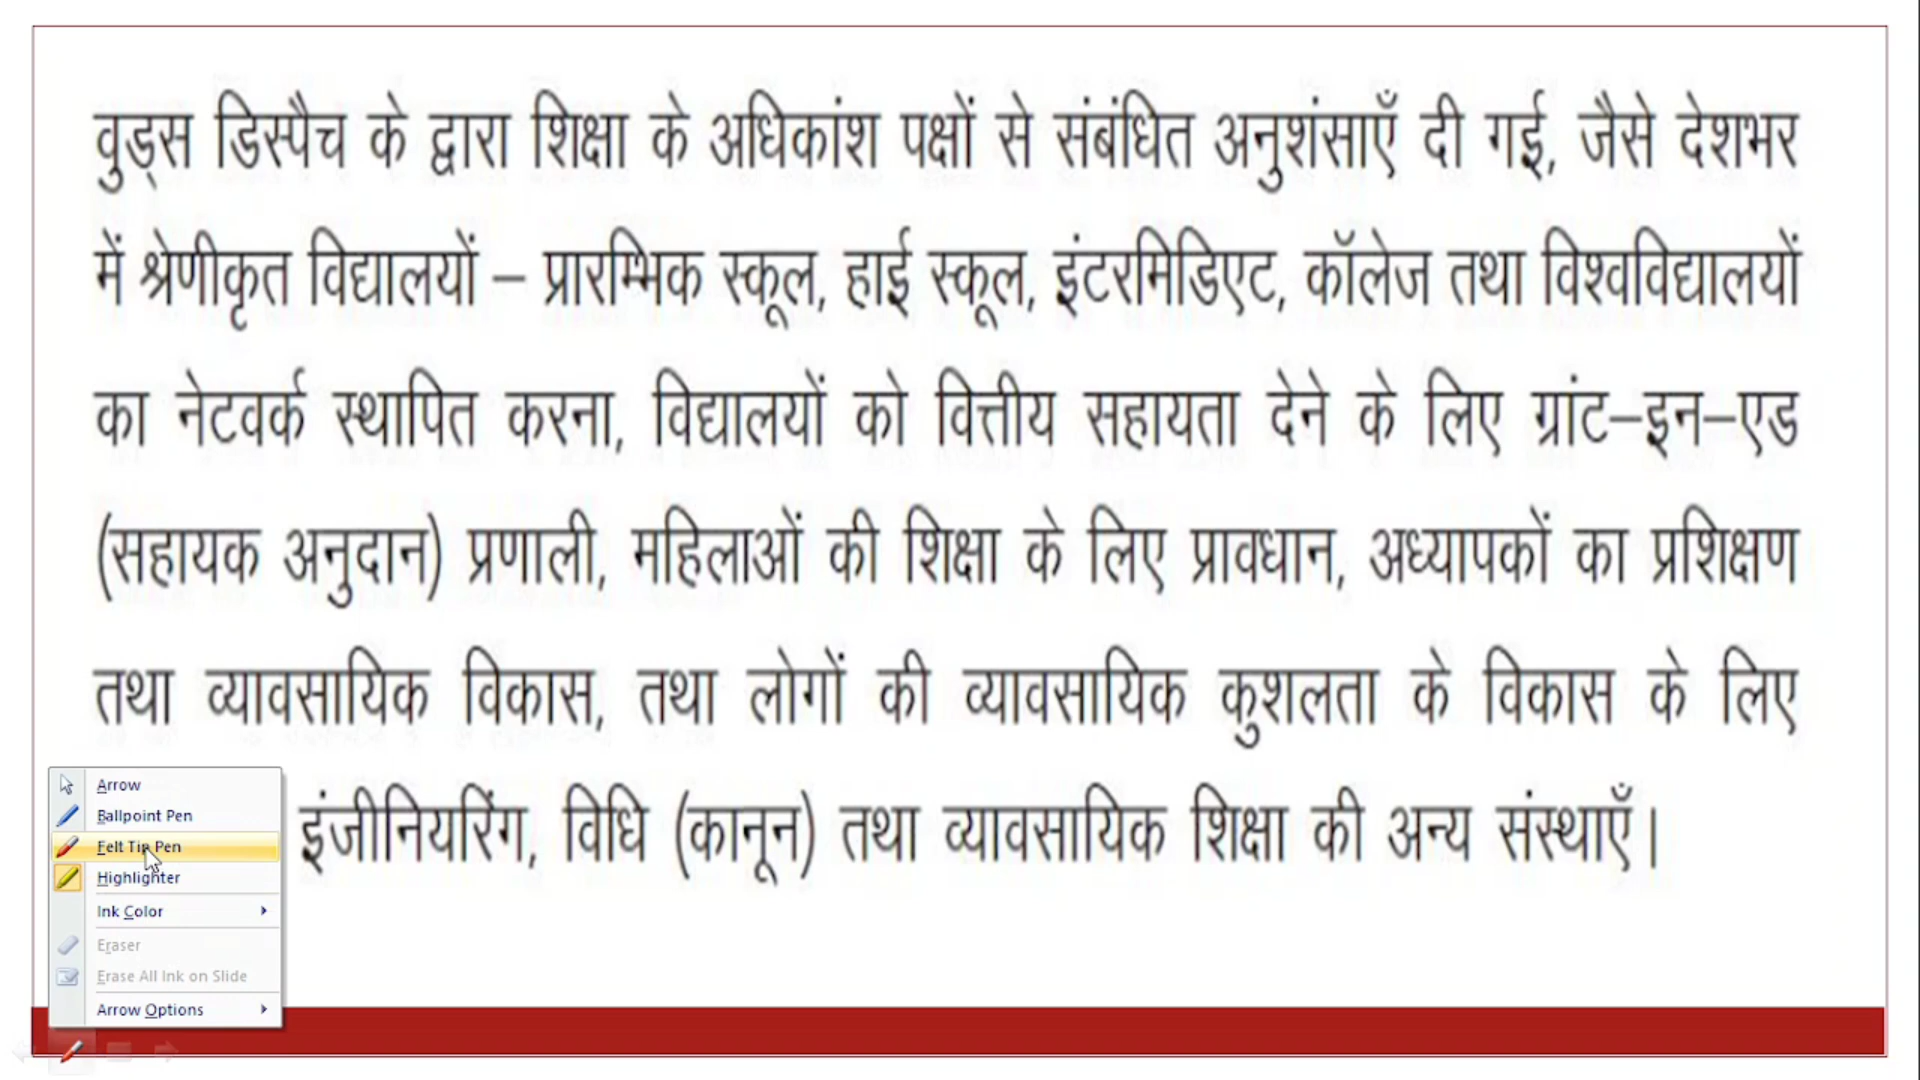 वुड्स डिस्पैच के द्वारा शिक्षा के अधिकांश पक्षों से संबंधित अनुशंसाएँ दी गई, जैसे देशभर
में श्रेणीकृत विद्यालयों – प्रारम्भिक स्कूल, हाई स्कूल, इंटरमिडिएट, कॉलेज तथा विश्वविद्यालयों
का नेटवर्क स्थापित करना, विद्यालयों को वित्तीय सहायता देने के लिए ग्रांट–इन–एड
(सहायक अनुदान) प्रणाली, महिलाओं की शिक्षा के लिए प्रावधान, अध्यापकों का प्रशिक्षण
तथा व्यावसायिक विकास, तथा लोगों की व्यावसायिक कुशलता के विकास के लिए
इंजीनियरिंग, विधि (कानून) तथा व्यावसायिक शिक्षा की अन्य संस्थाएँ।
Arrow
Ballpoint Pen
Felt Tip Pen
Highlighter
Ink Color
Eraser
Erase All Ink on Slide
Arrow Options